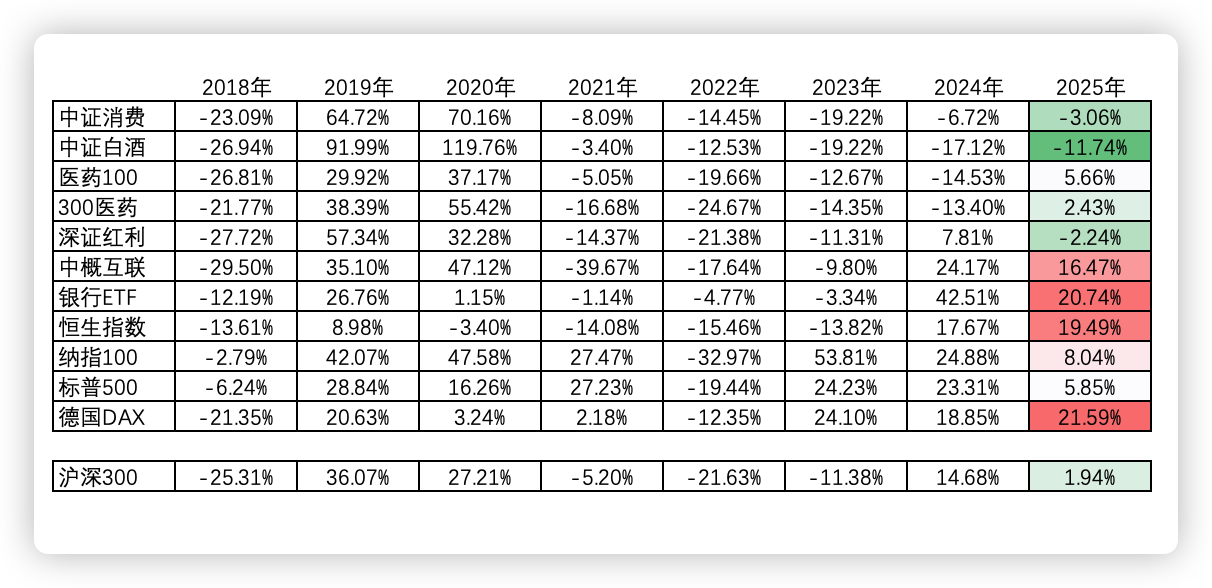 2018年 2019年 2020年 2021年 2022年 2023年 2024年 2025年
中证消费 -23.09% 64.72% 70.16% -8.09% -14.45% -19.22% -6.72% -3.06%
中证白酒 -26.94% 91.99% 119.76% -3.40% -12.53% -19.22% -17.12% -11.74%
医药100 -26.81% 29.92% 37.17% -5.05% -19.66% -12.67% -14.53% 5.66%
300医药 -21.77% 38.39% 55.42% -16.68% -24.67% -14.35% -13.40% 2.43%
深证红利 -27.72% 57.34% 32.28% -14.37% -21.38% -11.31% 7.81% -2.24%
中概互联 -29.50% 35.10% 47.12% -39.67% -17.64% -9.80% 24.17% 16.47%
银行ETF -12.19% 26.76% 1.15% -1.14% -4.77% -3.34% 42.51% 20.74%
恒生指数 -13.61% 8.98% -3.40% -14.08% -15.46% -13.82% 17.67% 19.49%
纳指100 -2.79% 42.07% 47.58% 27.47% -32.97% 53.81% 24.88% 8.04%
标普500 -6.24% 28.84% 16.26% 27.23% -19.44% 24.23% 23.31% 5.85%
德国DAX -21.35% 20.63% 3.24% 2.18% -12.35% 24.10% 18.85% 21.59%
沪深300 -25.31% 36.07% 27.21% -5.20% -21.63% -11.38% 14.68% 1.94%